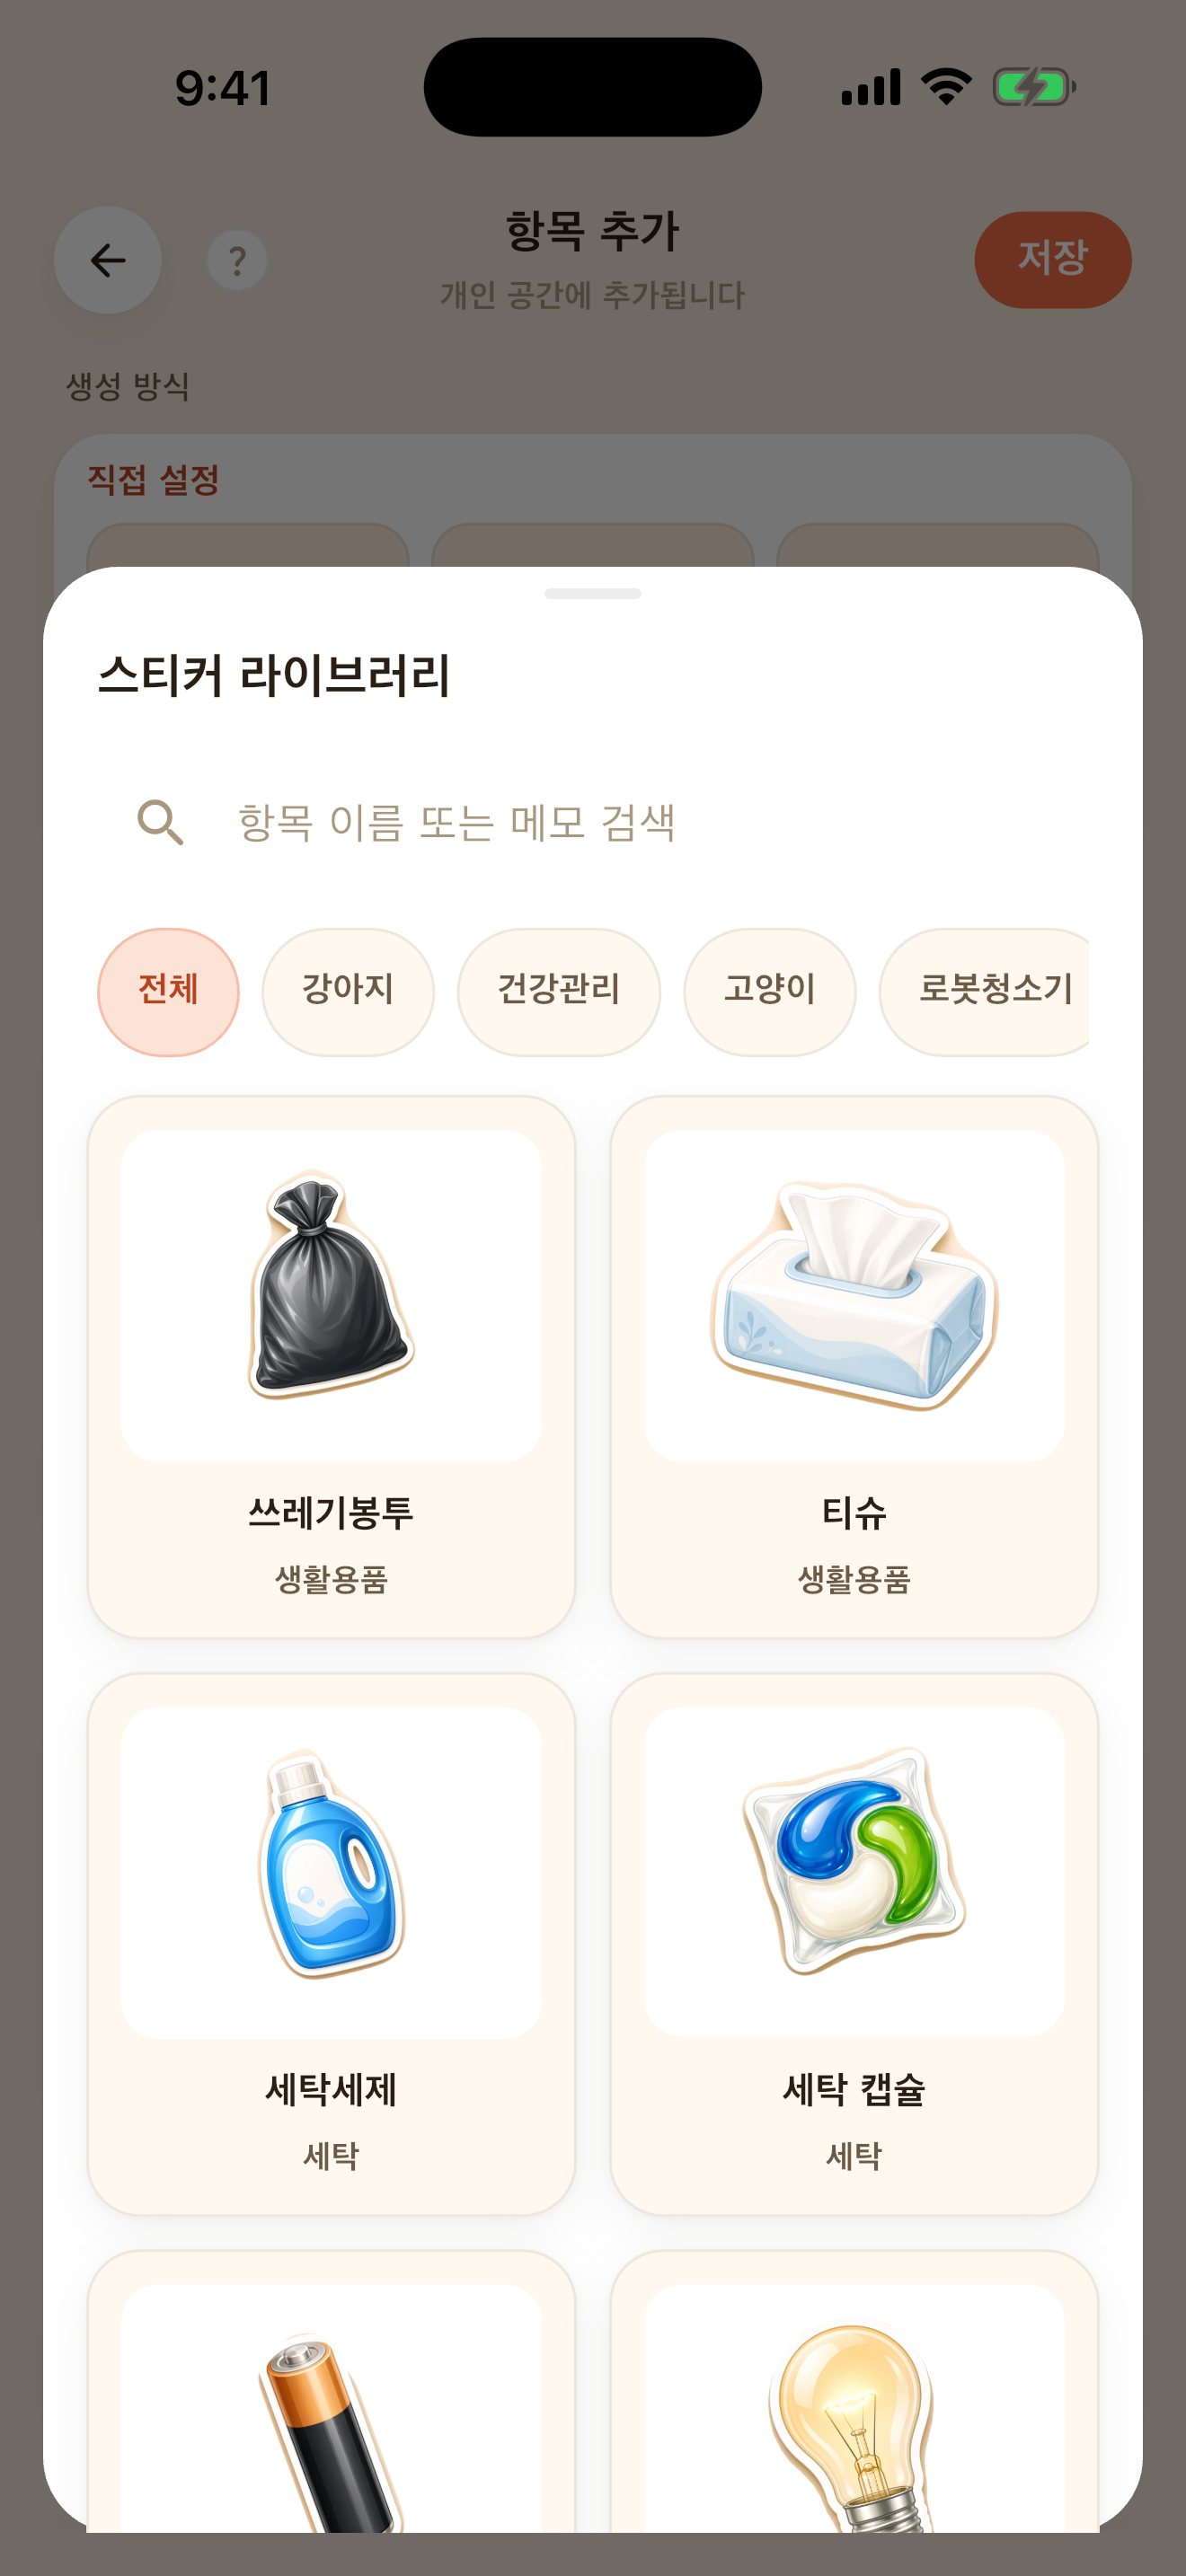 9:41
?
항목 추가
저장
개인 공간에 추가됩니다
생성 방식
직접 설정
스티커 라이브러리
항목 이름 또는 메모 검색
전체 강아지 건강관리 고양이 로봇청소기
쓰레기봉투 티슈
생활용품 생활용품
세탁세제 세탁 캡슐
세탁 세탁